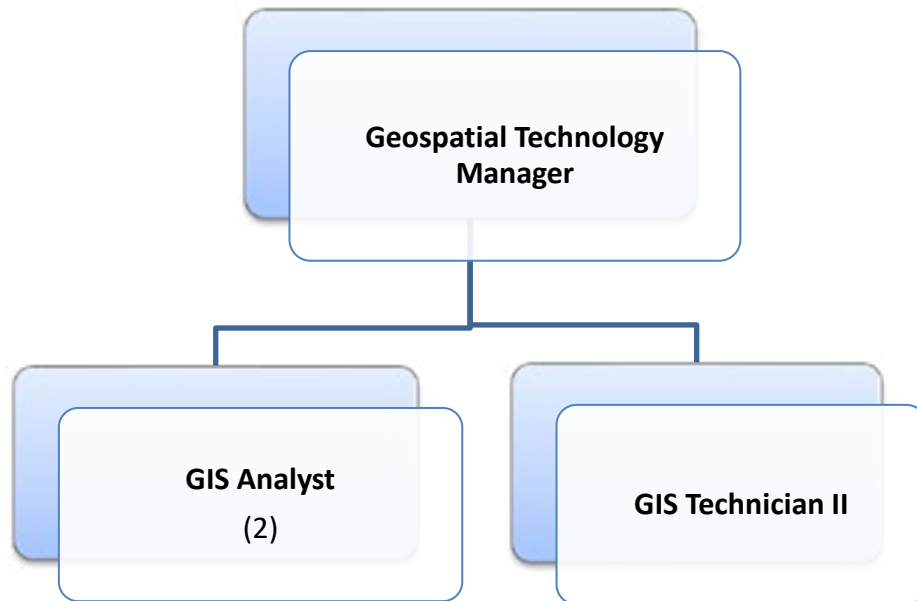 Geospatial Technology
Manager
GIS Analyst
(2)
GIS Technician II